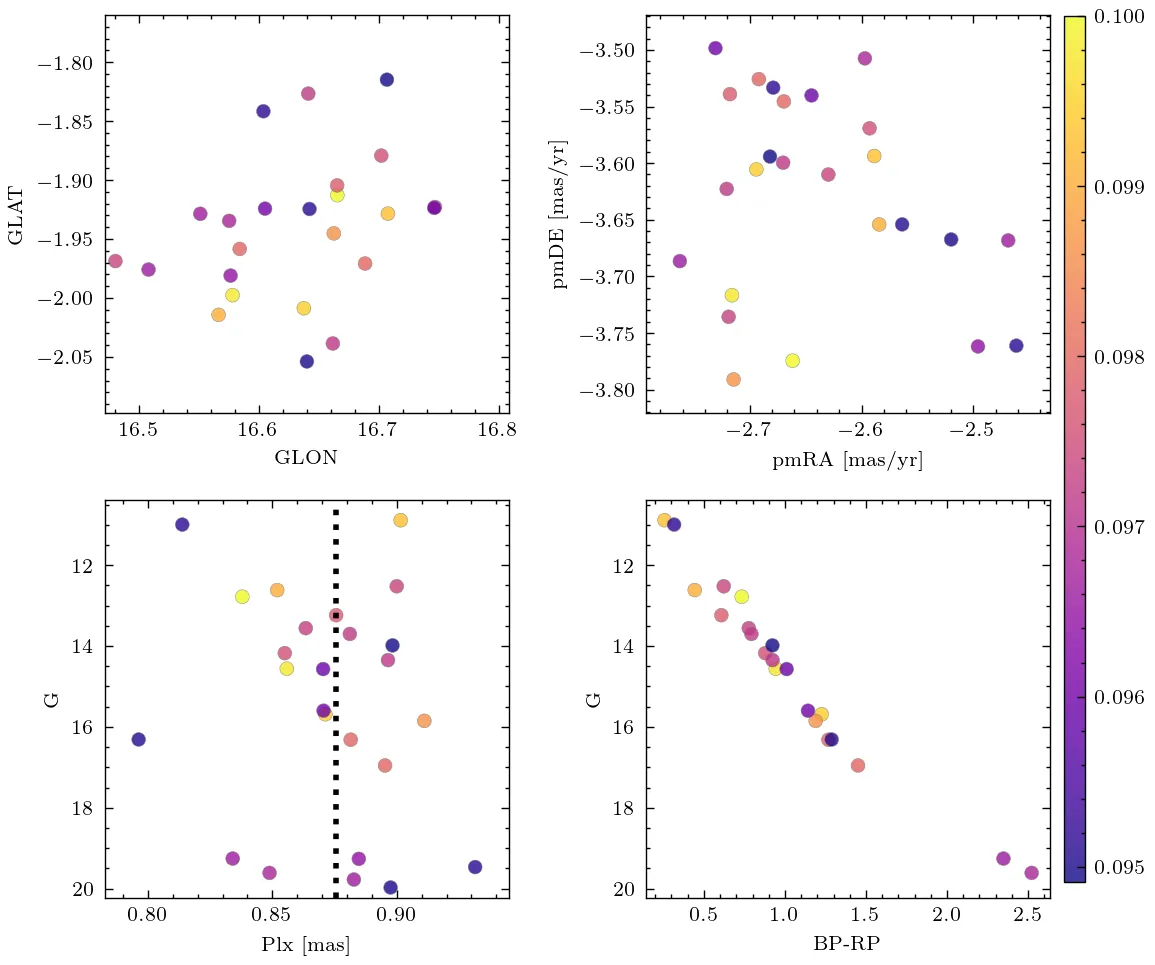 −1.80
−1.85
−1.90
−1.95
−2.00
−2.05
GLAT
16.5 16.6 16.7 16.8
GLON
−3.50
−3.55
−3.60
−3.65
−3.70
−3.75
−3.80
pmDE [mas/yr]
−2.7 −2.6 −2.5
pmRA [mas/yr]
0.100
0.099
0.098
0.097
0.096
0.095
12
14
16
18
20
G
0.80 0.85 0.90
Plx [mas]
12
14
16
18
20
G
0.5 1.0 1.5 2.0 2.5
BP-RP